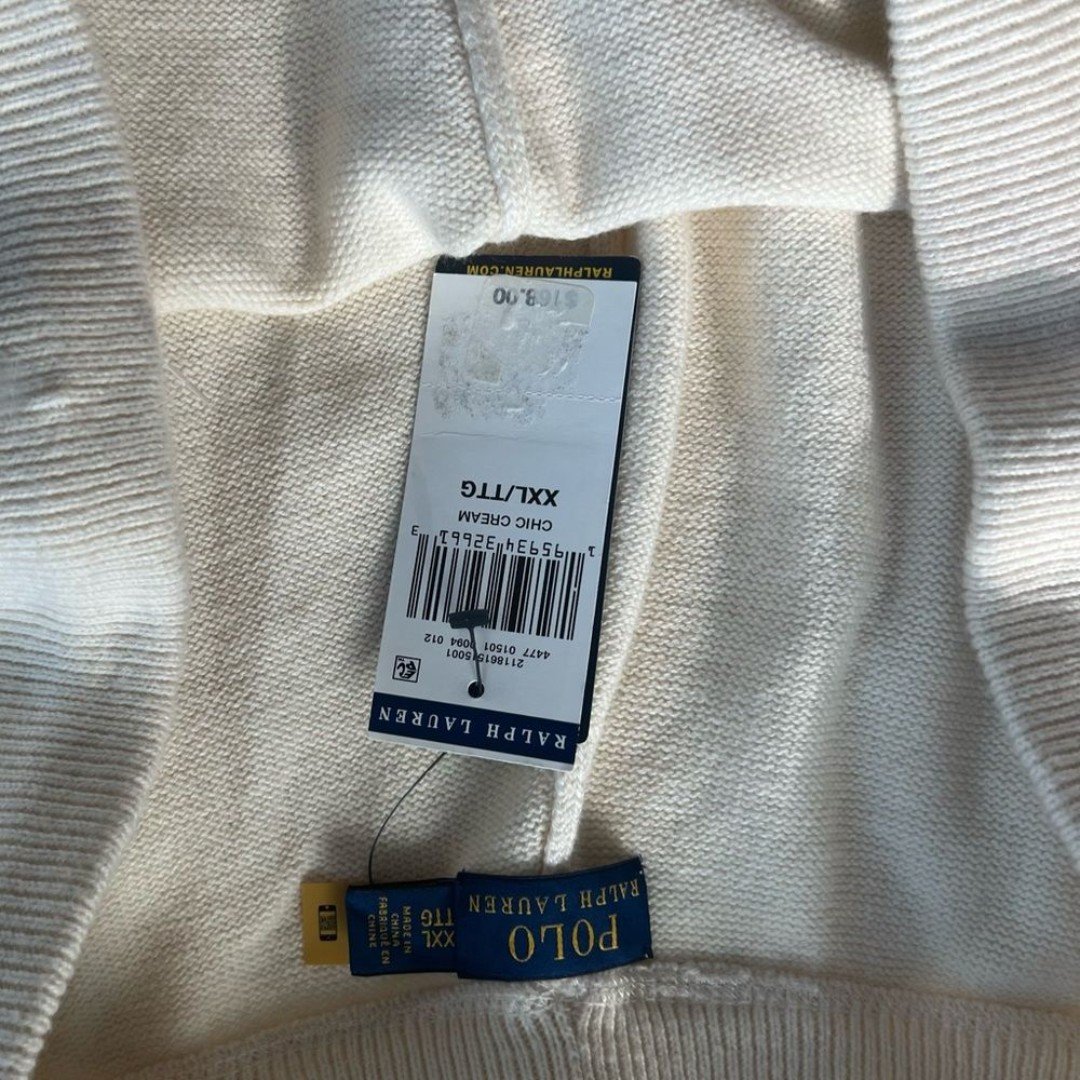 RALPH LAUREN
211861515001
4477 01501 0094 012
1 95934 32661 3
CHIC CREAM
XXL/TTG
$168.00
RALPHLAUREN.COM
POLO
RALPH LAUREN
XXL
TTG
MADE IN
CHINA
FABRIQUÉ EN
CHINE